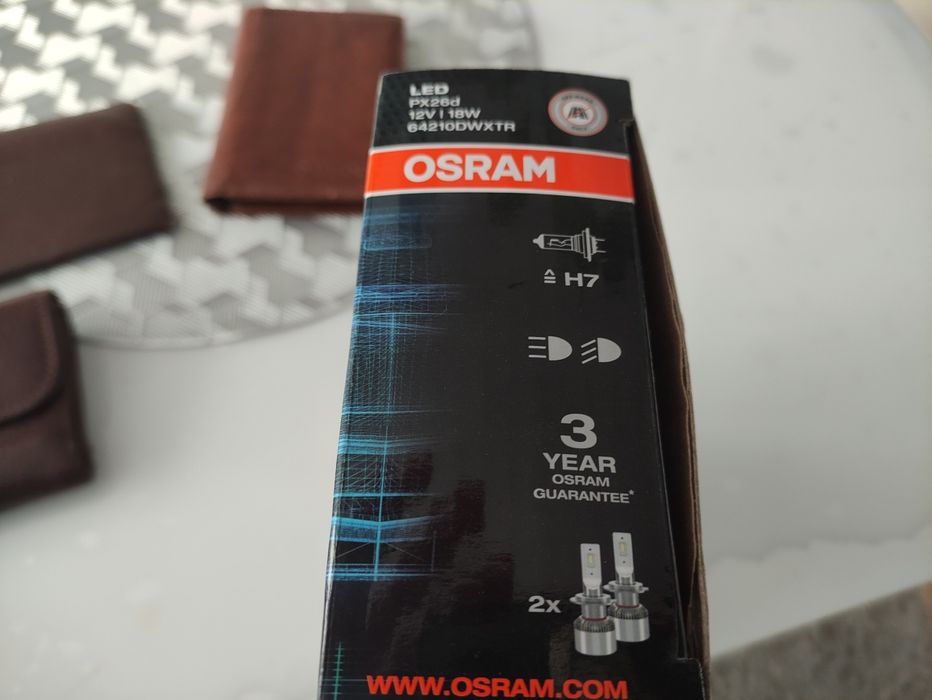 LED
PX26d
12V | 18W
64210DWXTR
OSRAM
≙ H7
3
YEAR
OSRAM
GUARANTEE*
2x
WWW.OSRAM.COM